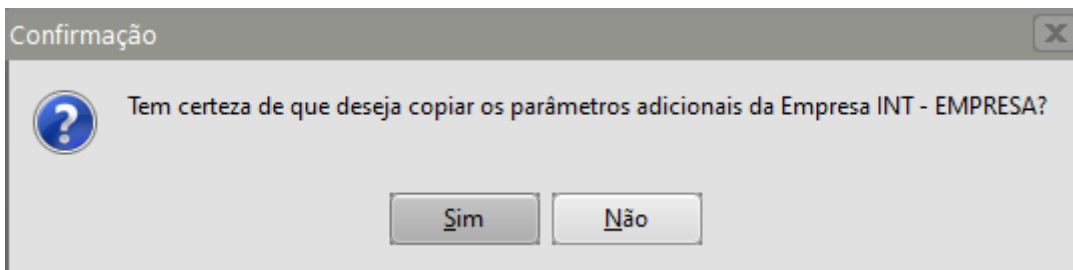 Confirmação
Tem certeza de que deseja copiar os parâmetros adicionais da Empresa INT - EMPRESA?
Sim
Não